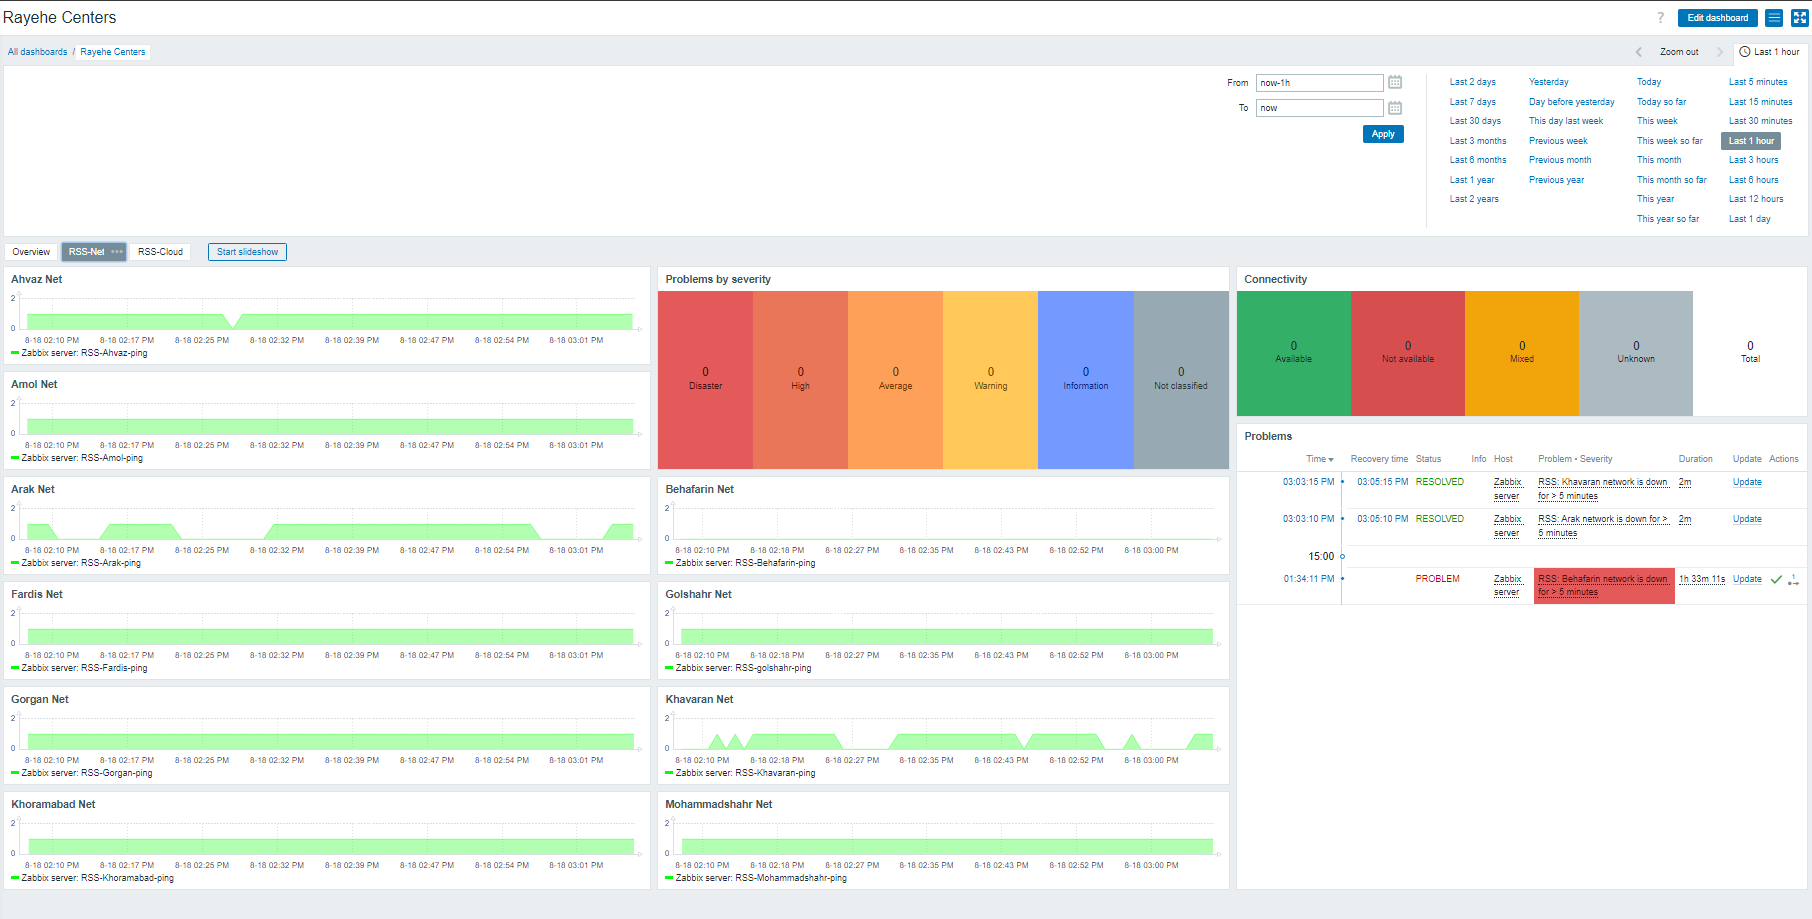 Rayehe Centers
? Edit dashboard
All dashboards / Rayehe Centers
Zoom out Last 1 hour
From now-1h
To now
Apply
Last 2 days Yesterday Today Last 5 minutes
Last 7 days Day before yesterday Today so far Last 15 minutes
Last 30 days This day last week This week Last 30 minutes
Last 3 months Previous week This week so far Last 1 hour
Last 6 months Previous month This month Last 3 hours
Last 1 year Previous year This month so far Last 6 hours
Last 2 years This year Last 12 hours
This year so far Last 1 day
Overview RSS-Net ••• RSS-Cloud Start slideshow
Ahvaz Net
2
0
8-18 02:10 PM 8-18 02:17 PM 8-18 02:25 PM 8-18 02:32 PM 8-18 02:39 PM 8-18 02:47 PM 8-18 02:54 PM 8-18 03:01 PM
Zabbix server: RSS-Ahvaz-ping
Amol Net
2
0
8-18 02:10 PM 8-18 02:17 PM 8-18 02:25 PM 8-18 02:32 PM 8-18 02:39 PM 8-18 02:47 PM 8-18 02:54 PM 8-18 03:01 PM
Zabbix server: RSS-Amol-ping
Arak Net
2
0
8-18 02:10 PM 8-18 02:17 PM 8-18 02:25 PM 8-18 02:32 PM 8-18 02:39 PM 8-18 02:47 PM 8-18 02:54 PM 8-18 03:01 PM
Zabbix server: RSS-Arak-ping
Fardis Net
2
0
8-18 02:10 PM 8-18 02:17 PM 8-18 02:25 PM 8-18 02:32 PM 8-18 02:39 PM 8-18 02:47 PM 8-18 02:54 PM 8-18 03:01 PM
Zabbix server: RSS-Fardis-ping
Gorgan Net
2
0
8-18 02:10 PM 8-18 02:17 PM 8-18 02:25 PM 8-18 02:32 PM 8-18 02:39 PM 8-18 02:47 PM 8-18 02:54 PM 8-18 03:01 PM
Zabbix server: RSS-Gorgan-ping
Khoramabad Net
2
0
8-18 02:10 PM 8-18 02:17 PM 8-18 02:25 PM 8-18 02:32 PM 8-18 02:39 PM 8-18 02:47 PM 8-18 02:54 PM 8-18 03:01 PM
Zabbix server: RSS-Khoramabad-ping
Problems by severity
0 0 0 0 0 0
Disaster High Average Warning Information Not classified
Behafarin Net
2
0
8-18 02:10 PM 8-18 02:18 PM 8-18 02:27 PM 8-18 02:35 PM 8-18 02:43 PM 8-18 02:52 PM 8-18 03:00 PM
Zabbix server: RSS-Behafarin-ping
Golshahr Net
2
0
8-18 02:10 PM 8-18 02:18 PM 8-18 02:27 PM 8-18 02:35 PM 8-18 02:43 PM 8-18 02:52 PM 8-18 03:00 PM
Zabbix server: RSS-golshahr-ping
Khavaran Net
2
0
8-18 02:10 PM 8-18 02:18 PM 8-18 02:27 PM 8-18 02:35 PM 8-18 02:43 PM 8-18 02:52 PM 8-18 03:00 PM
Zabbix server: RSS-Khavaran-ping
Mohammadshahr Net
2
0
8-18 02:10 PM 8-18 02:18 PM 8-18 02:27 PM 8-18 02:35 PM 8-18 02:43 PM 8-18 02:52 PM 8-18 03:00 PM
Zabbix server: RSS-Mohammadshahr-ping
Connectivity
0 0 0 0 0
Available Not available Mixed Unknown Total
Problems
Time Recovery time Status Info Host Problem • Severity Duration Update Actions
03:03:15 PM 03:05:15 PM RESOLVED Zabbix RSS: Khavaran network is down 2m Update
server for > 5 minutes
03:03:10 PM 03:05:10 PM RESOLVED Zabbix RSS: Arak network is down for > 2m Update
server 5 minutes
15:00
01:34:11 PM PROBLEM Zabbix RSS: Behafarin network is down 1h 33m 11s Update 1
server for > 5 minutes